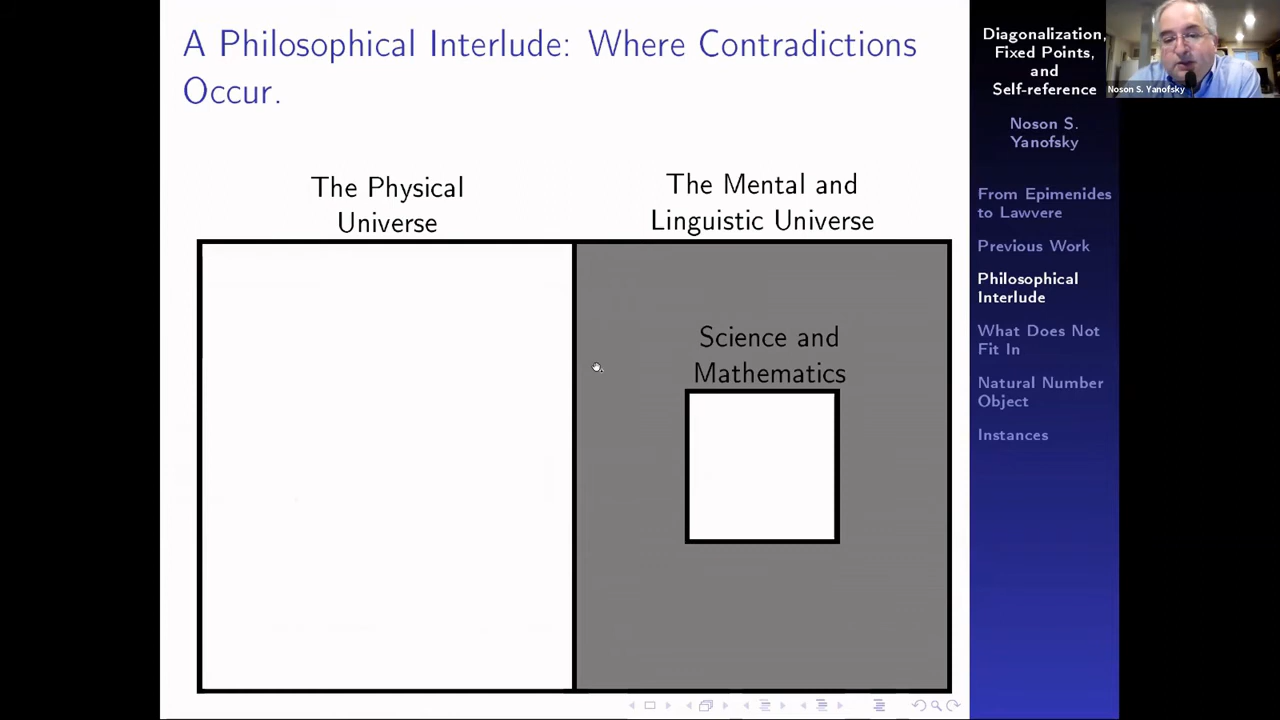 A Philosophical Interlude: Where Contradictions
Occur.
The Physical
Universe
The Mental and
Linguistic Universe
Science and
Mathematics
Diagonalization,
Fixed Points,
and
Self-reference
Noson S.
Yanofsky
From Epimenides
to Lawvere
Previous Work
Philosophical
Interlude
What Does Not
Fit In
Natural Number
Object
Instances
Noson S. Yanofsky